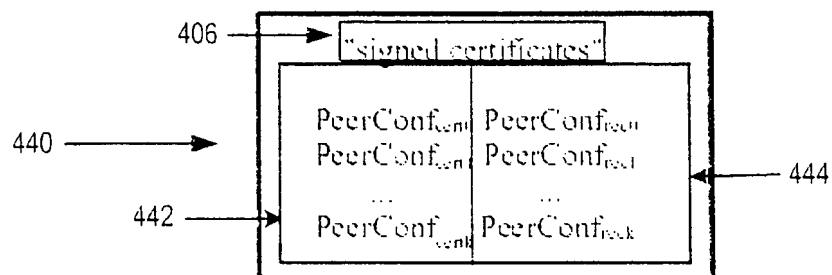 406
"signed certificates"
PeerConf PeerConf
440
PeerConf PeerConf
444
... ...
442
PeerConf PeerConf